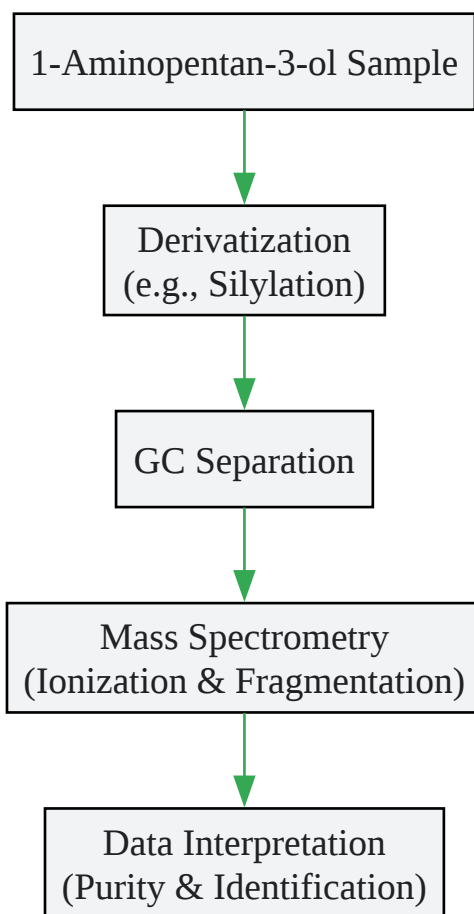 1-Aminopentan-3-ol Sample
Derivatization
(e.g., Silylation)
GC Separation
Mass Spectrometry
(Ionization & Fragmentation)
Data Interpretation
(Purity & Identification)